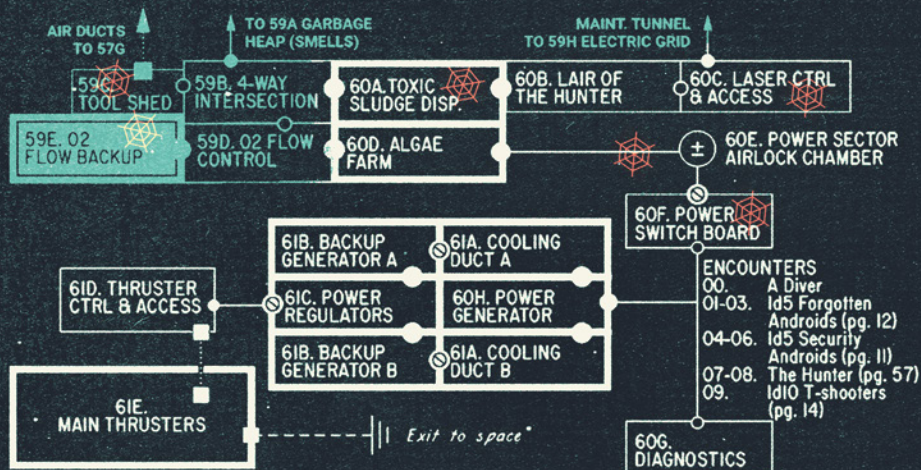 AIR DUCTS
TO 57G
TO 59A GARBAGE
HEAP (SMELLS)
MAINT. TUNNEL
TO 59H ELECTRIC GRID
59C.
TOOL SHED
59B. 4-WAY
INTERSECTION
60A.TOXIC
SLUDGE DISP.
60B. LAIR OF
THE HUNTER
60C. LASER CTRL
& ACCESS
59E. 02
FLOW BACKUP
59D. 02 FLOW
CONTROL
60D. ALGAE
FARM
±
60E. POWER SECTOR
AIRLOCK CHAMBER
60F. POWER
SWITCH BOARD
61B. BACKUP
GENERATOR A
61A. COOLING
DUCT A
61D. THRUSTER
CTRL & ACCESS
61C. POWER
REGULATORS
60H. POWER
GENERATOR
61B. BACKUP
GENERATOR B
61A. COOLING
DUCT B
ENCOUNTERS
00. A Diver
01-03. 1d5 Forgotten
Androids (pg. 12)
04-06. 1d5 Security
Androids (pg. 11)
07-08. The Hunter (pg. 57)
09. 1d10 T-shooters
(pg. 14)
61E.
MAIN THRUSTERS
Exit to space*
60G.
DIAGNOSTICS